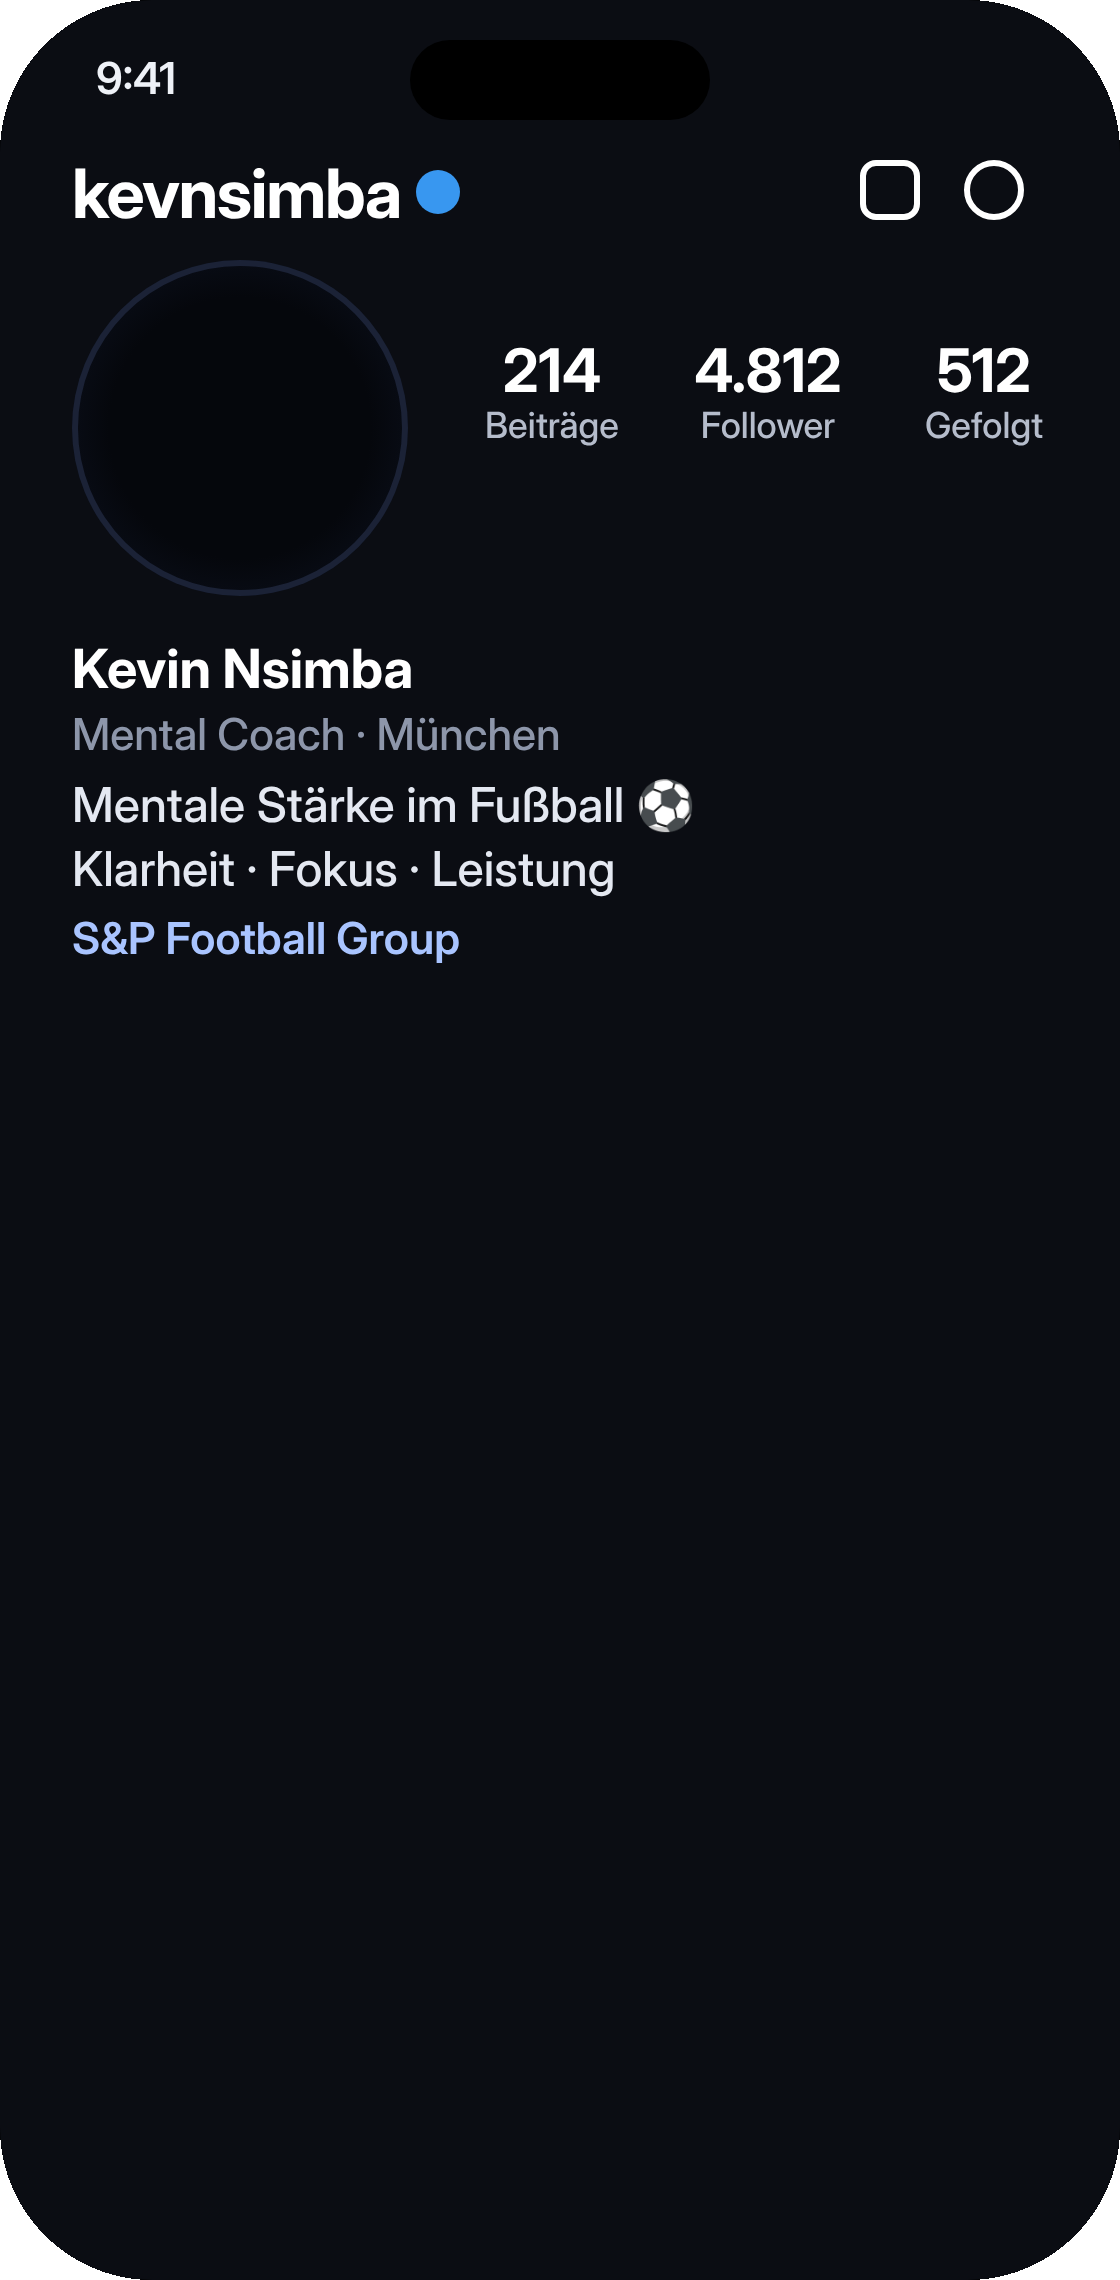 9:41
kevnsimba
214 4.812 512
Beiträge Follower Gefolgt
Kevin Nsimba
Mental Coach · München
Mentale Stärke im Fußball ⚽
Klarheit · Fokus · Leistung
S&P Football Group